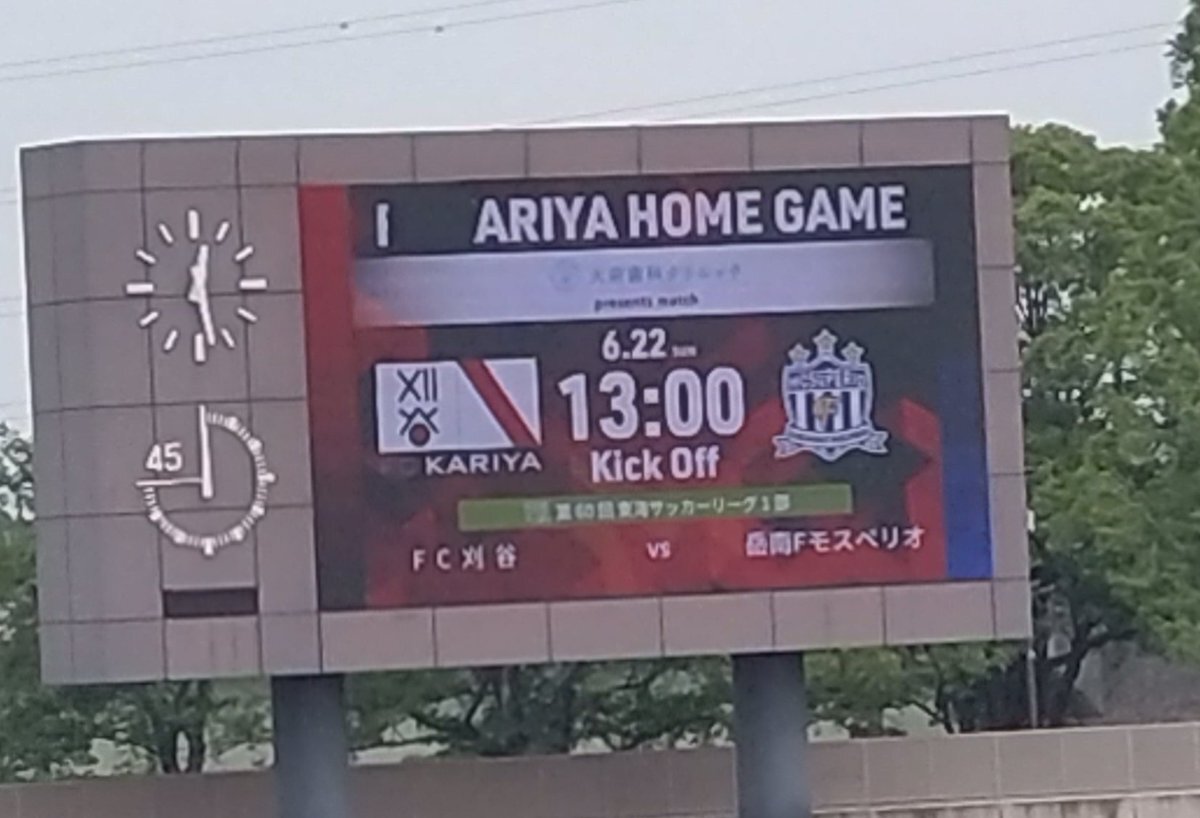 ARIYA HOME GAME
presents match
6.22 SUN
13:00
Kick Off
XII
KARIYA
45
第60回東海サッカーリーグ1部
FC刈谷 vs 岳南Fモスペリオ